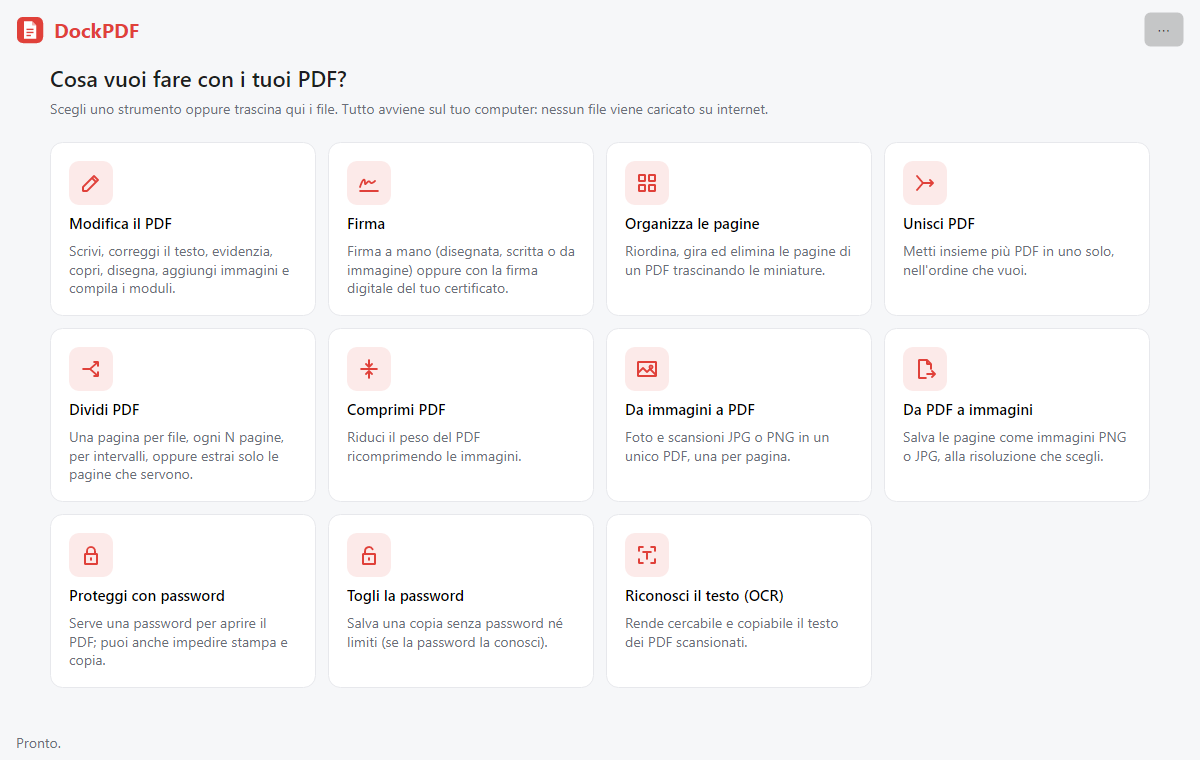 DockPDF
...
Cosa vuoi fare con i tuoi PDF?
Scegli uno strumento oppure trascina qui i file. Tutto avviene sul tuo computer: nessun file viene caricato su internet.
Modifica il PDF
Scrivi, correggi il testo, evidenzia,
copri, disegna, aggiungi immagini e
compila i moduli.
Firma
Firma a mano (disegnata, scritta o da
immagine) oppure con la firma
digitale del tuo certificato.
Organizza le pagine
Riordina, gira ed elimina le pagine di
un PDF trascinando le miniature.
Unisci PDF
Metti insieme più PDF in uno solo,
nell'ordine che vuoi.
Dividi PDF
Una pagina per file, ogni N pagine,
per intervalli, oppure estrai solo le
pagine che servono.
Comprimi PDF
Riduci il peso del PDF
ricomprimendo le immagini.
Da immagini a PDF
Foto e scansioni JPG o PNG in un
unico PDF, una per pagina.
Da PDF a immagini
Salva le pagine come immagini PNG
o JPG, alla risoluzione che scegli.
Proteggi con password
Serve una password per aprire il
PDF; puoi anche impedire stampa e
copia.
Togli la password
Salva una copia senza password né
limiti (se la password la conosci).
Riconosci il testo (OCR)
Rende cercabile e copiabile il testo
dei PDF scansionati.
Pronto.